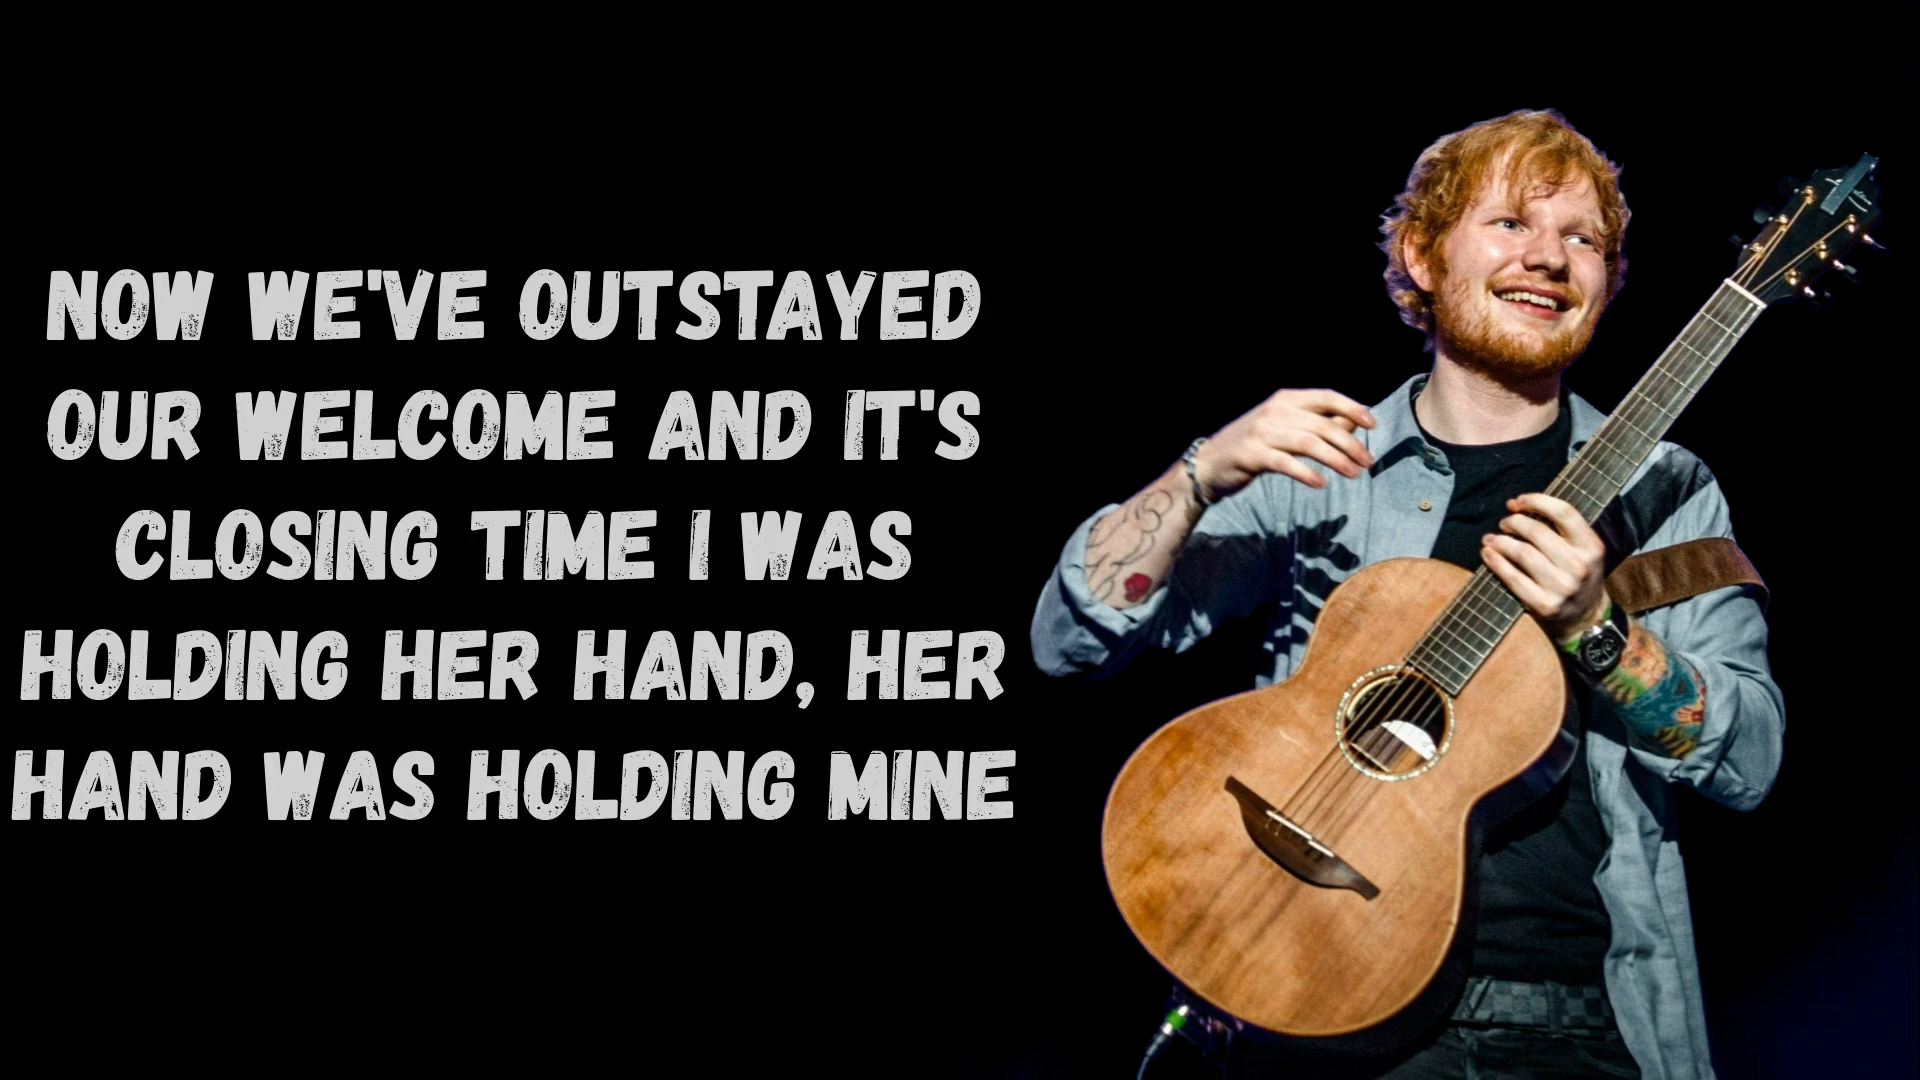 NOW WE'VE OUTSTAYED
OUR WELCOME AND IT'S
CLOSING TIME I WAS
HOLDING HER HAND, HER
HAND WAS HOLDING MINE